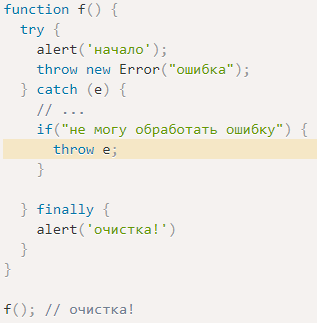 function f() {
  try {
    alert('начало');
    throw new Error("ошибка");
  } catch (e) {
    // ...
    if("не могу обработать ошибку") {
      throw e;
    }

  } finally {
    alert('очистка!')
  }
}

f(); // очистка!